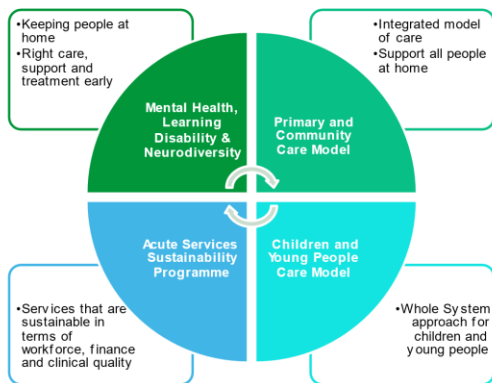 •Keeping people at
home
•Right care,
support and
treatment early
•Integrated model
of care
•Support all people
at home
Mental Health,
Learning
Disability &
Neurodiversity
Primary and
Community
Care Model
Acute Services
Sustainability
Programme
Children and
Young People
Care Model
•Services that are
sustainable in
terms of
workforce, finance
and clinical quality
•Whole System
approach for
children and
young people